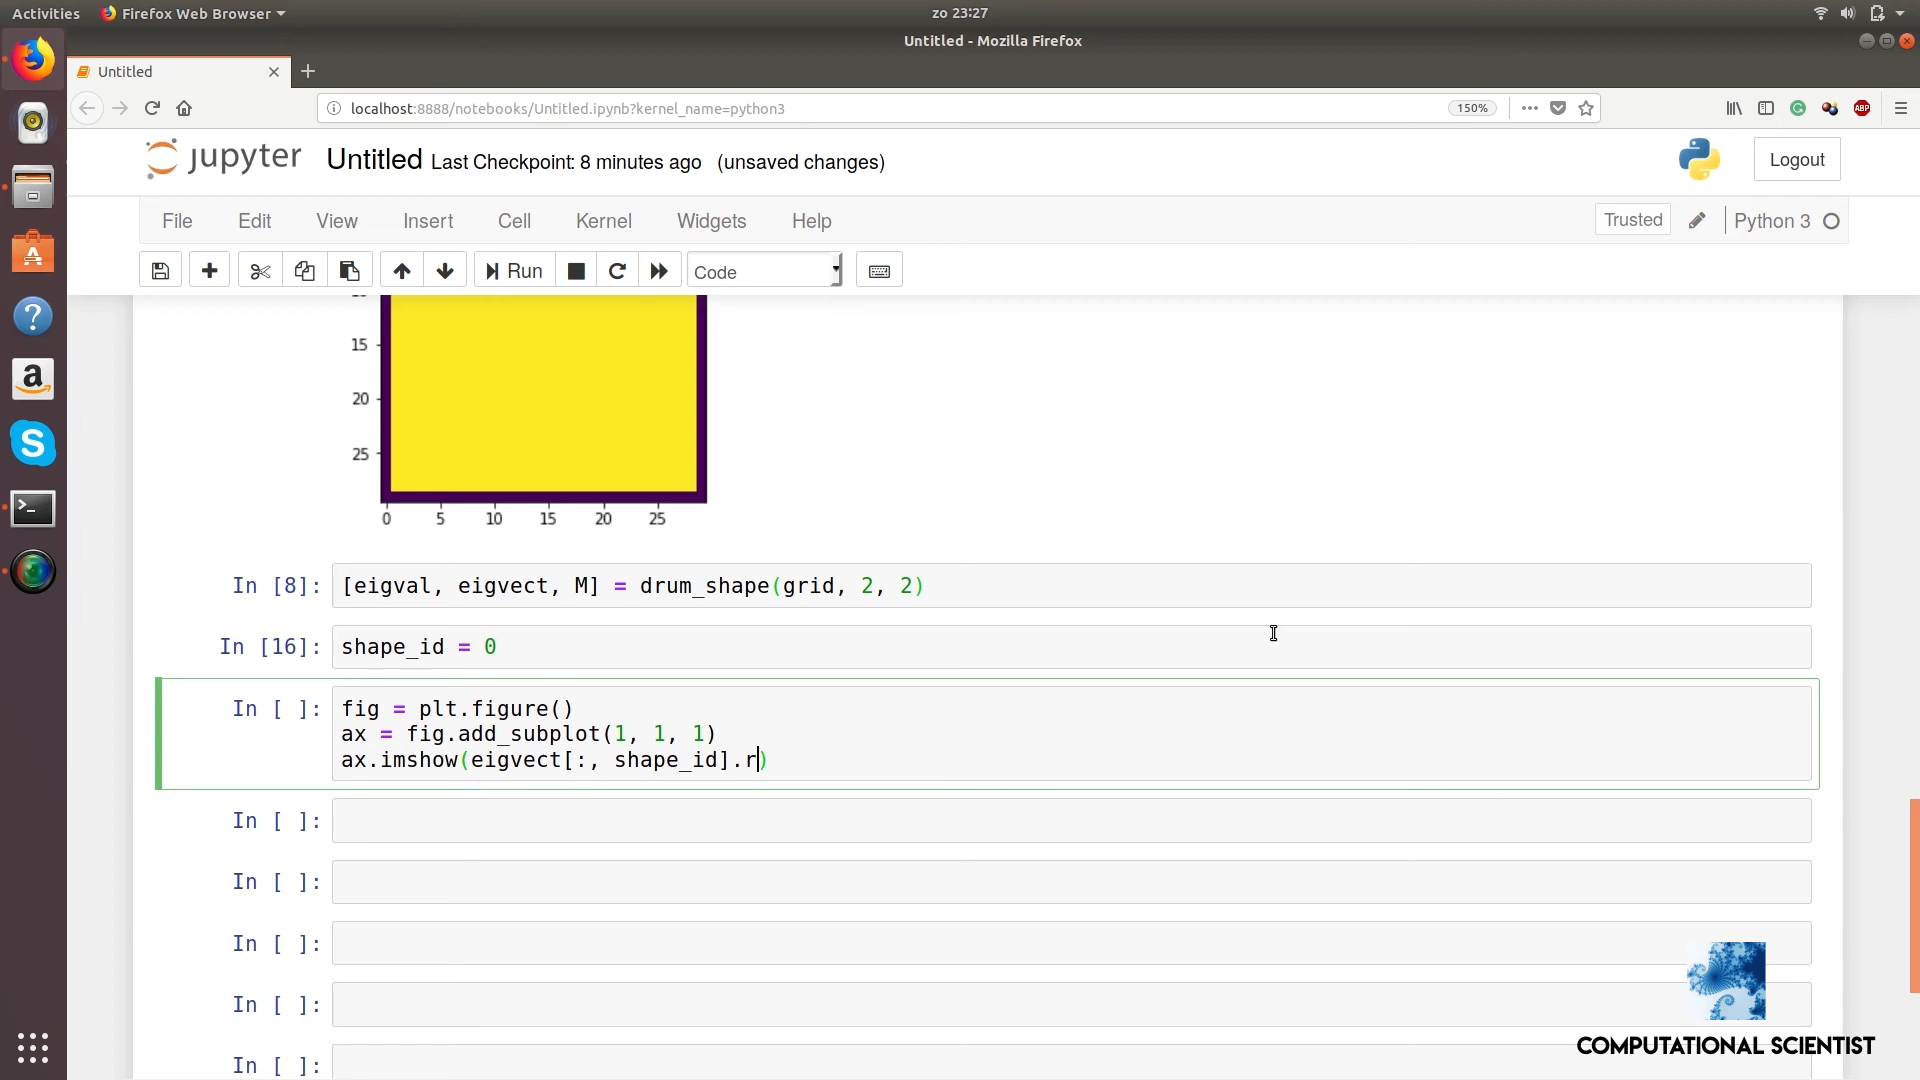 Activities Firefox Web Browser zo 23:27
Untitled - Mozilla Firefox
Untitled
localhost:8888/notebooks/Untitled.ipynb?kernel_name=python3 150% ABP
jupyter Untitled Last Checkpoint: 8 minutes ago (unsaved changes) Logout
File Edit View Insert Cell Kernel Widgets Help Trusted Python 3
Run Code
15
20
25
0 5 10 15 20 25
In [8]: [eigval, eigvect, M] = drum_shape(grid, 2, 2)
In [16]: shape_id = 0
In [ ]: fig = plt.figure()
ax = fig.add_subplot(1, 1, 1)
ax.imshow(eigvect[:, shape_id].r)
In [ ]:
In [ ]:
In [ ]:
In [ ]:
In [ ]:
COMPUTATIONAL SCIENTIST